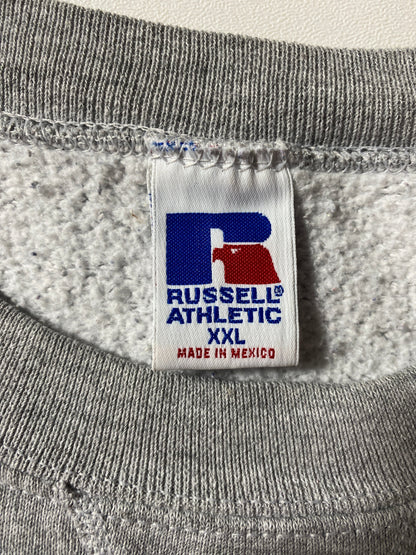 R
RUSSELL®
ATHLETIC
XXL
MADE IN MEXICO